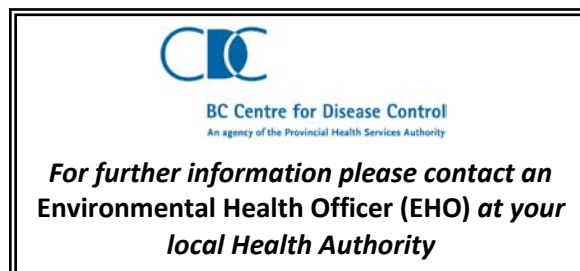 CDC
BC Centre for Disease Control
An agency of the Provincial Health Services Authority
For further information please contact an
Environmental Health Officer (EHO) at your
local Health Authority